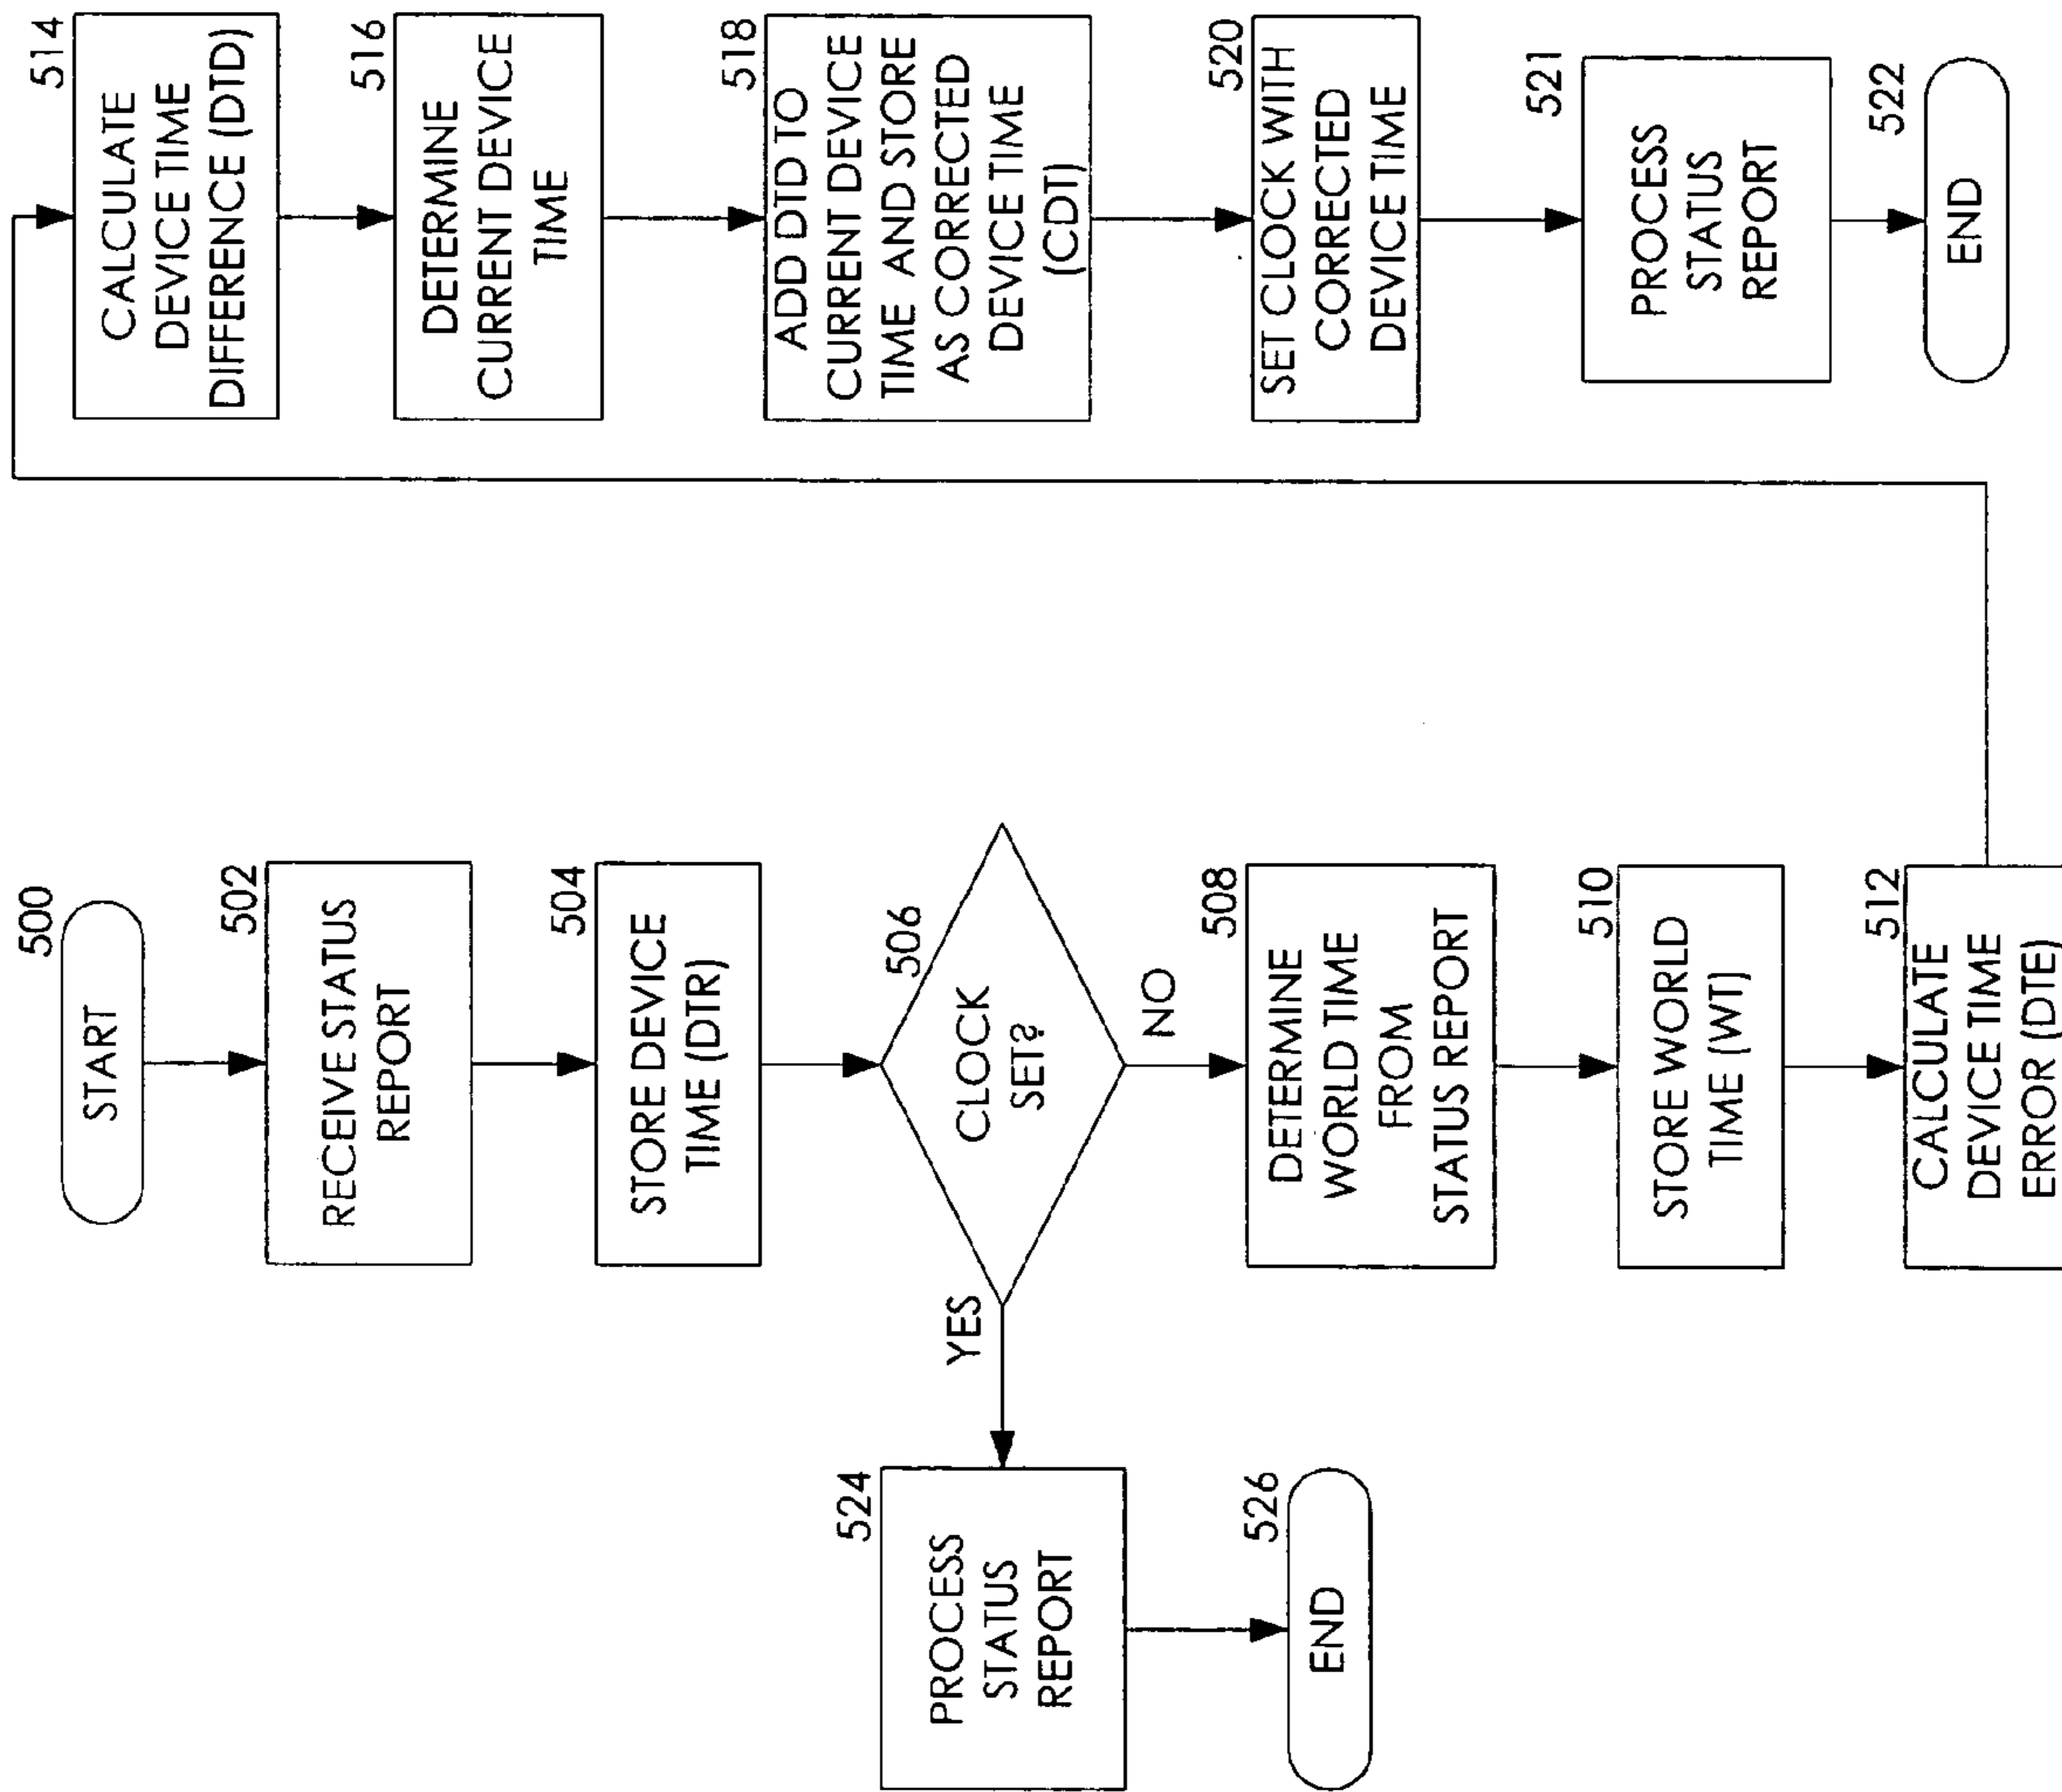 500
START
502
RECEIVE STATUS
REPORT
504
STORE DEVICE
TIME (DTR)
506
CLOCK
SET?
YES
NO
524
PROCESS
STATUS
REPORT
526
END
508
DETERMINE
WORLD TIME
FROM
STATUS REPORT
510
STORE WORLD
TIME (WT)
512
CALCULATE
DEVICE TIME
ERROR (DTE)
514
CALCULATE
DEVICE TIME
DIFFERENCE (DTD)
516
DETERMINE
CURRENT DEVICE
TIME
518
ADD DTD TO
CURRENT DEVICE
TIME AND STORE
AS CORRECTED
DEVICE TIME
(CDT)
520
SET CLOCK WITH
CORRECTED
DEVICE TIME
521
PROCESS
STATUS
REPORT
522
END